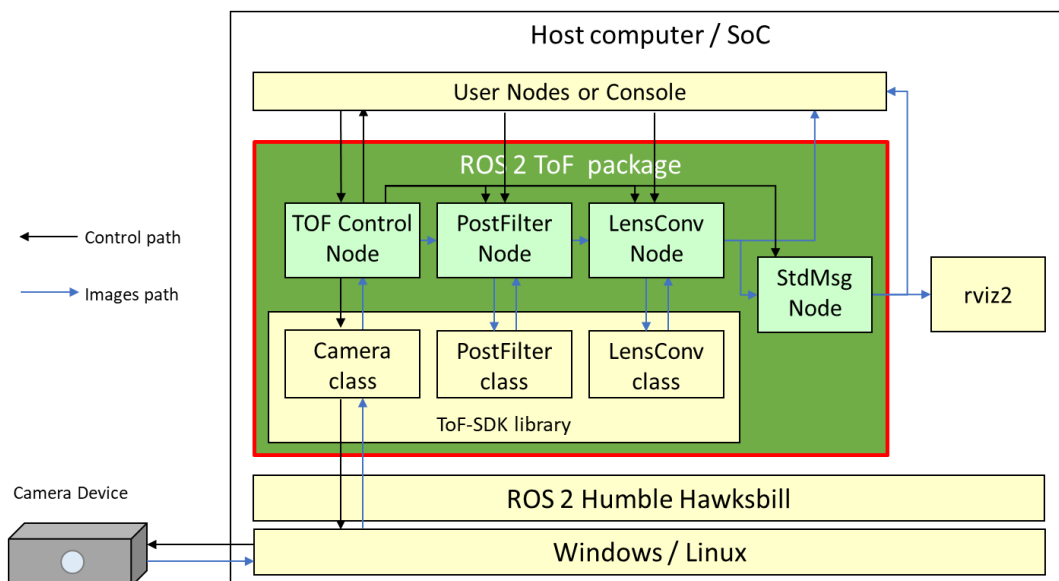 Host computer / SoC
User Nodes or Console
ROS 2 ToF package
TOF Control
Node
PostFilter
Node
LensConv
Node
StdMsg
Node
rviz2
Control path
Images path
Camera
class
PostFilter
class
LensConv
class
ToF-SDK library
ROS 2 Humble Hawksbill
Camera Device
Windows / Linux